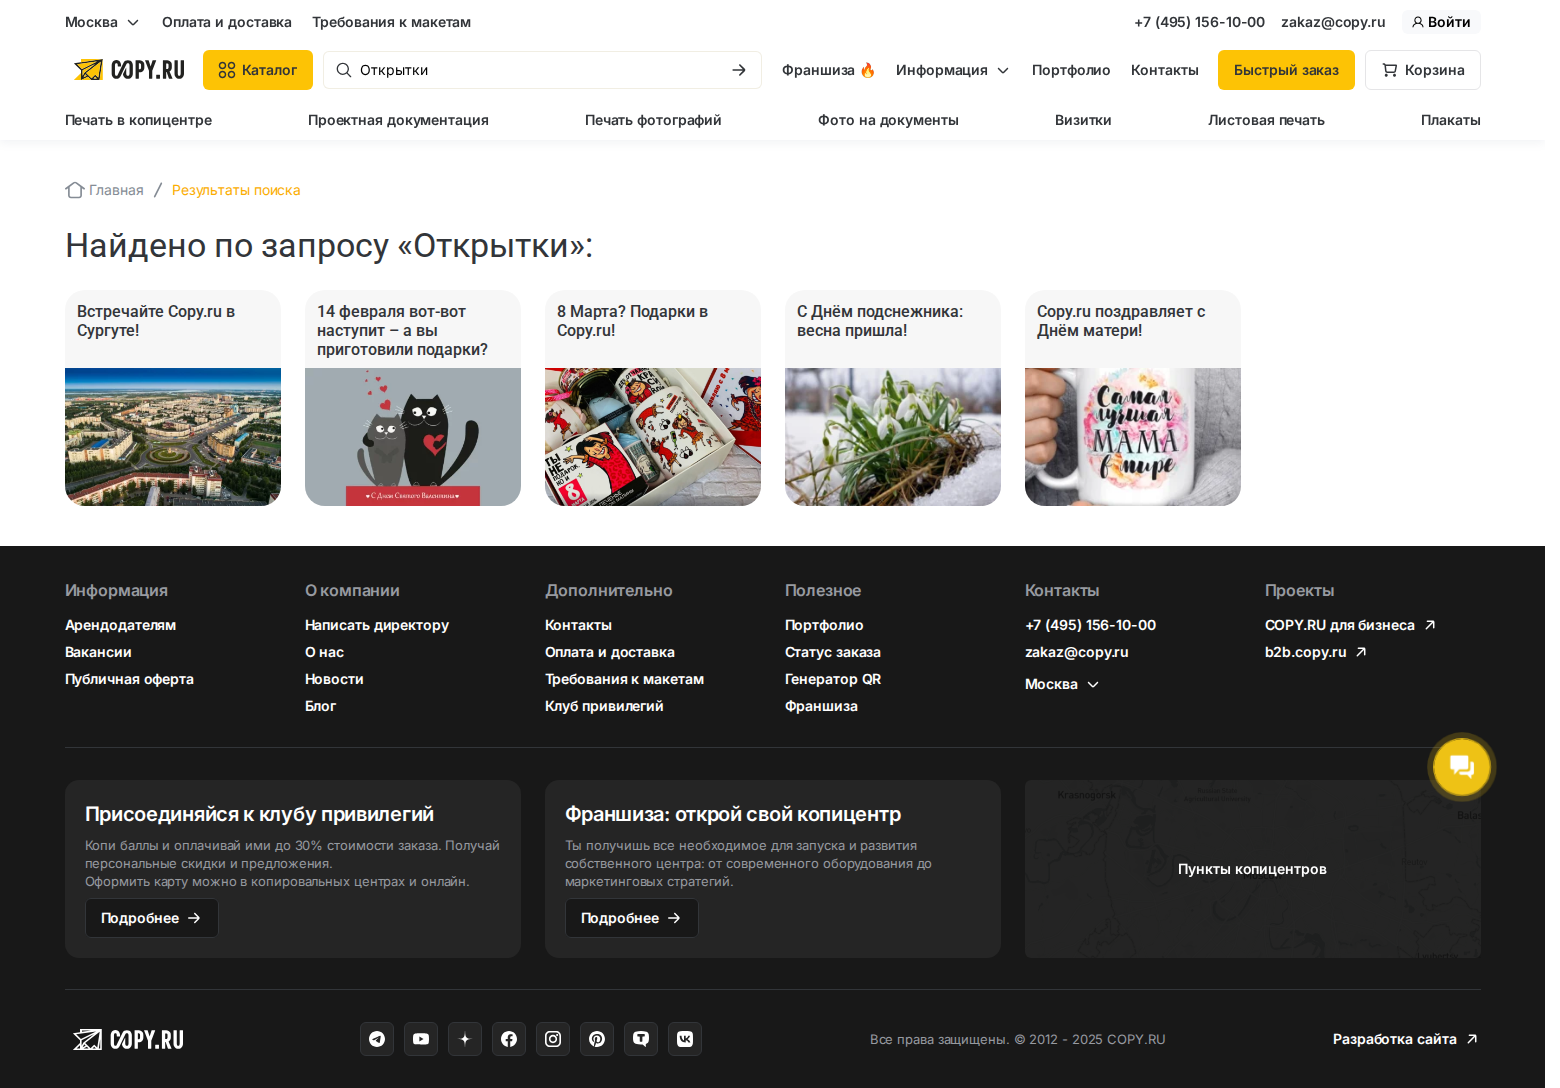 Москва
Оплата и доставка
Требования к макетам
+7 (495) 156-10-00
zakaz@copy.ru
Войти
COPY.RU
Каталог
Открытки
Франшиза 🔥
Информация
Портфолио
Контакты
Быстрый заказ
Корзина
Печать в копицентре
Проектная документация
Печать фотографий
Фото на документы
Визитки
Листовая печать
Плакаты
Главная / Результаты поиска
Найдено по запросу «Открытки»:
Встречайте Copy.ru в
Сургуте!
14 февраля вот-вот
наступит – а вы
приготовили подарки?
С Днем Святого Валентина
8 Марта? Подарки в
Copy.ru!
ТЫ
НЕ
ПОДАРОК,
НО И
8
С Днём подснежника:
весна пришла!
Copy.ru поздравляет с
Днём матери!
Самая
лучшая
МАМА
в мире
Информация
Арендодателям
Вакансии
Публичная оферта
О компании
Написать директору
О нас
Новости
Блог
Дополнительно
Контакты
Оплата и доставка
Требования к макетам
Клуб привилегий
Полезное
Портфолио
Статус заказа
Генератор QR
Франшиза
Контакты
+7 (495) 156-10-00
zakaz@copy.ru
Москва
Проекты
COPY.RU для бизнеса
b2b.copy.ru
Присоединяйся к клубу привилегий
Копи баллы и оплачивай ими до 30% стоимости заказа. Получай
персональные скидки и предложения.
Оформить карту можно в копировальных центрах и онлайн.
Подробнее
Франшиза: открой свой копицентр
Ты получишь все необходимое для запуска и развития
собственного центра: от современного оборудования до
маркетинговых стратегий.
Подробнее
Krasnogorsk
Пункты копицентров
COPY.RU
Все права защищены. © 2012 - 2025 COPY.RU
Разработка сайта